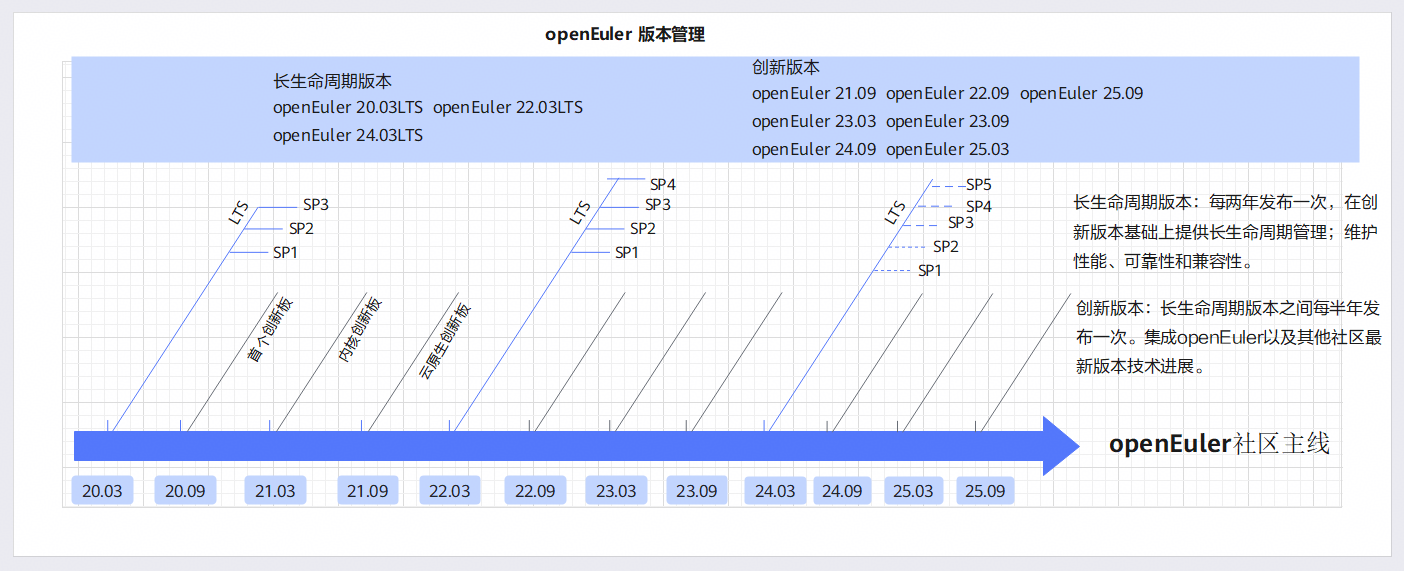 openEuler 版本管理
长生命周期版本
openEuler 20.03LTS openEuler 22.03LTS
openEuler 24.03LTS
创新版本
openEuler 21.09 openEuler 22.09 openEuler 25.09
openEuler 23.03 openEuler 23.09
openEuler 24.09 openEuler 25.03
LTS
SP3
SP2
SP1
首个创新板
内核创新板
云原生创新板
LTS
SP4
SP3
SP2
SP1
LTS
SP5
SP4
SP3
SP2
SP1
长生命周期版本：每两年发布一次，在创
新版本基础上提供长生命周期管理；维护
性能、可靠性和兼容性。
创新版本：长生命周期版本之间每半年发
布一次。集成openEuler以及其他社区最
新版本技术进展。
openEuler社区主线
20.03
20.09
21.03
21.09
22.03
22.09
23.03
23.09
24.03
24.09
25.03
25.09